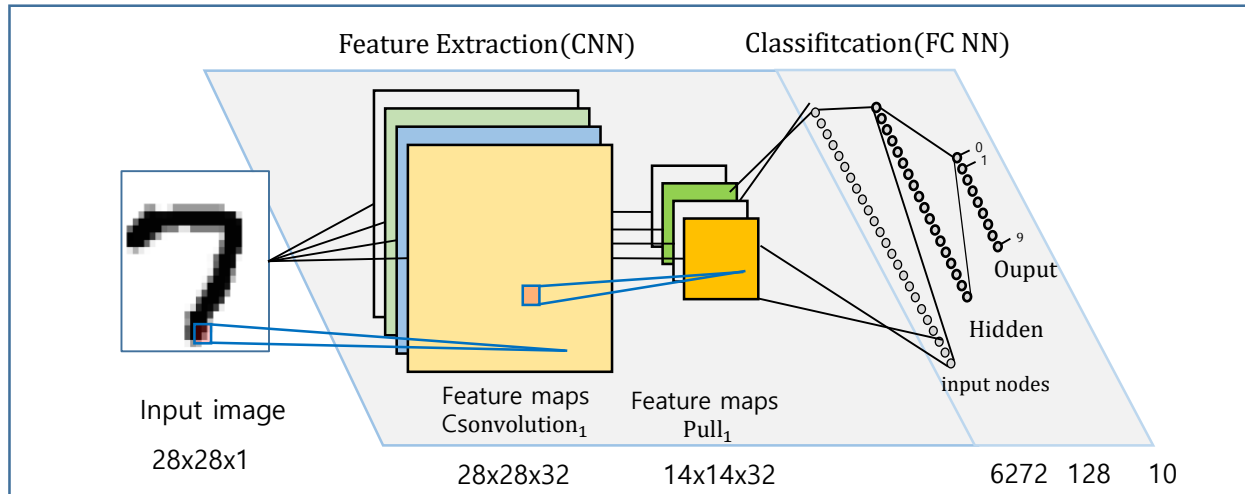 Feature Extraction(CNN)
Classifitcation(FC NN)
0
1
9
Ouput
Hidden
input nodes
Input image
Feature maps
Csonvolution₁
Feature maps
Pull₁
28x28x1
28x28x32
14x14x32
6272
128
10